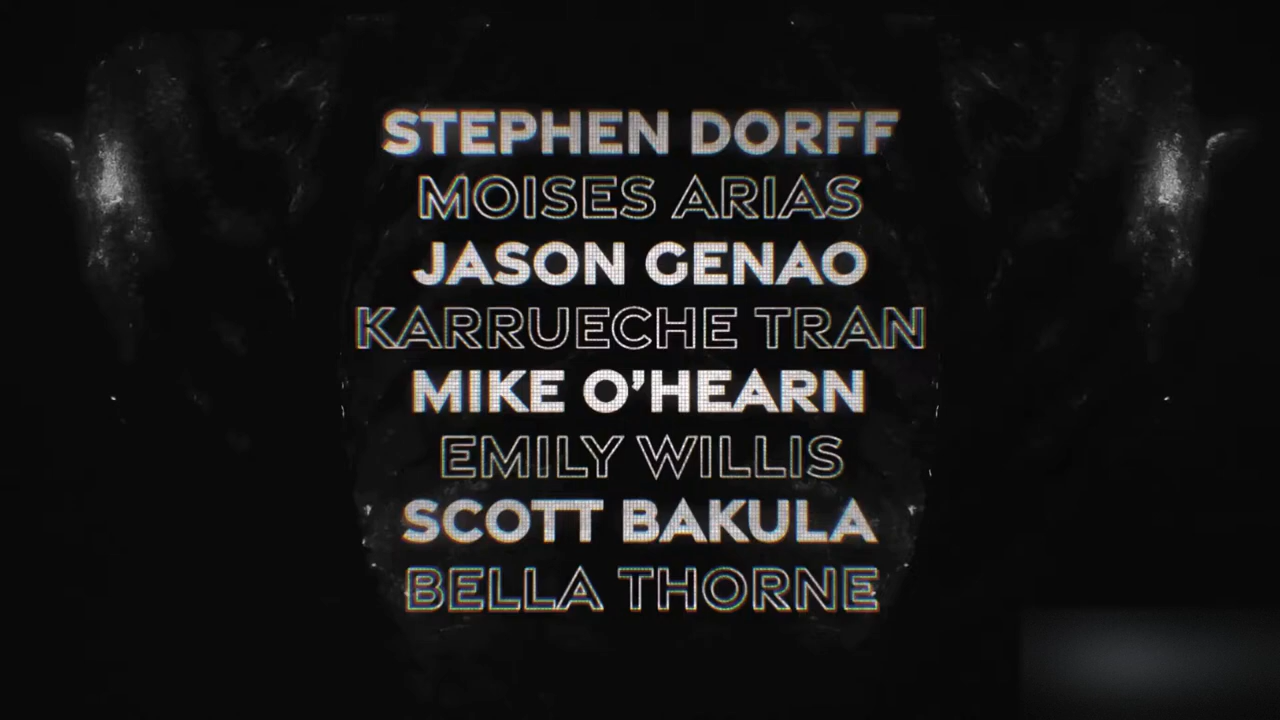 STEPHEN DORFF
MOISES ARIAS
JASON GENAO
KARRUECHE TRAN
MIKE O'HEARN
EMILY WILLIS
SCOTT BAKULA
BELLA THORNE